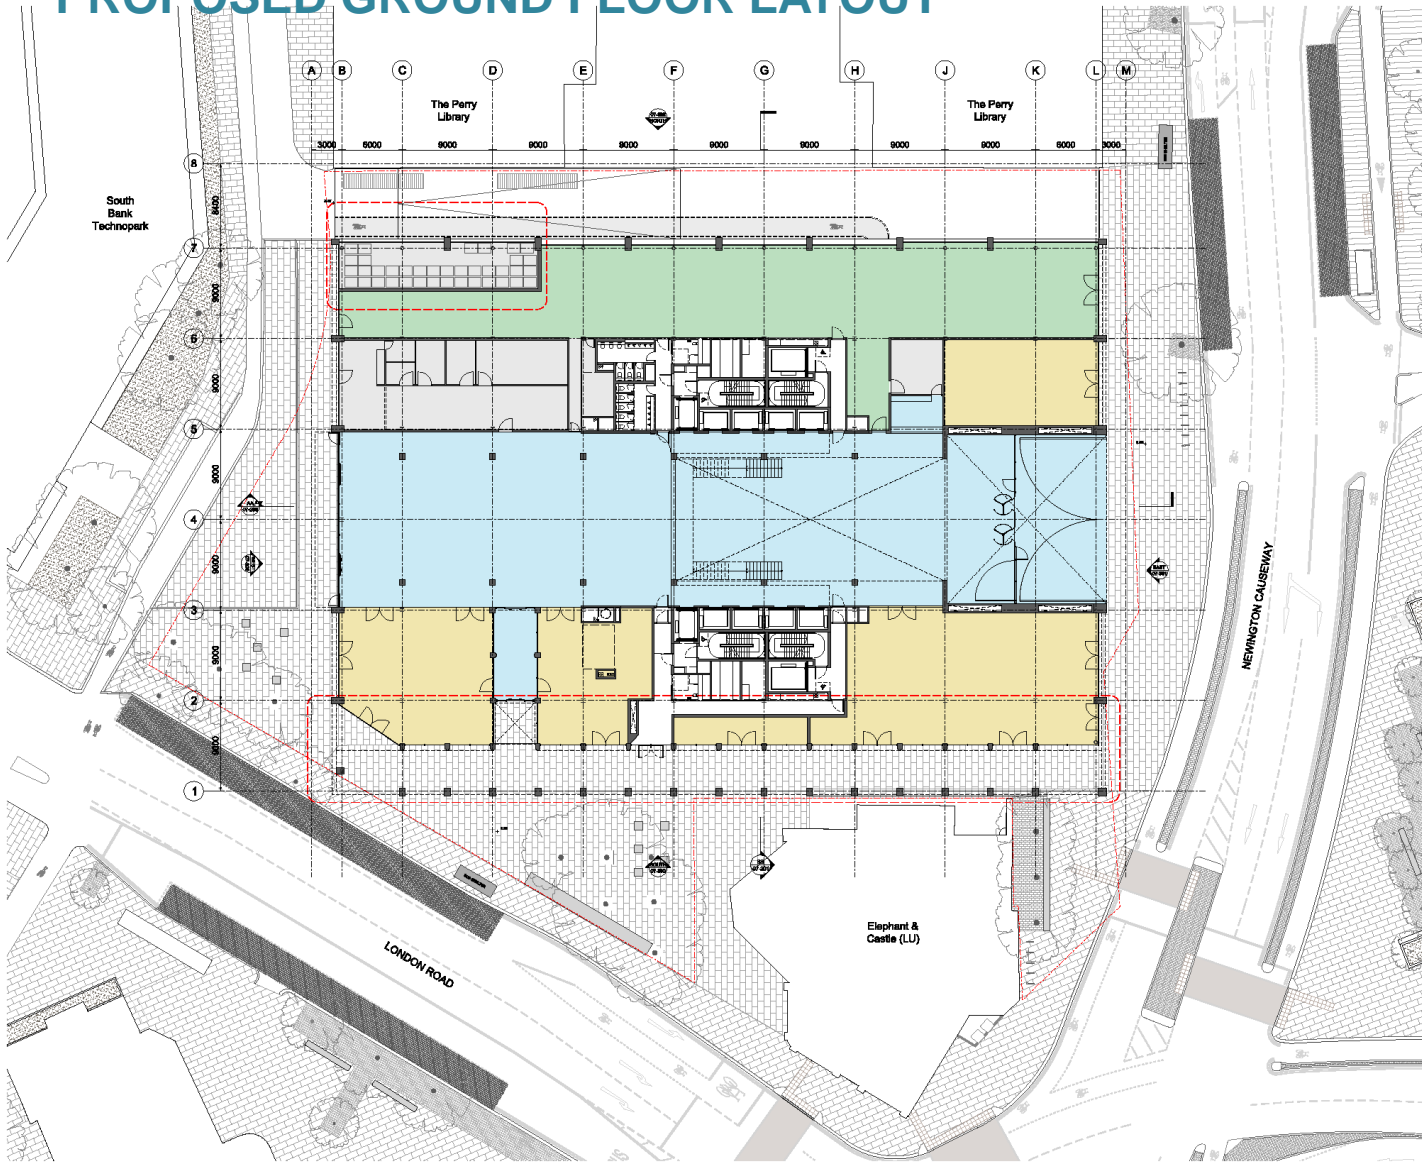 PROPOSED GROUND FLOOR LAYOUT
A B C D E F G H J K L M
The Perry
Library
The Perry
Library
3000 6000 9000 9000 9000 9000 9000 9000 9000 6000 3000
8
8400
South
Bank
Technopark
7
9000
6
9000
5
9000
4
9000
3
9000
2
9000
1
EAST
NEWINGTON CAUSEWAY
LONDON ROAD
Elephant &
Castle (LU)